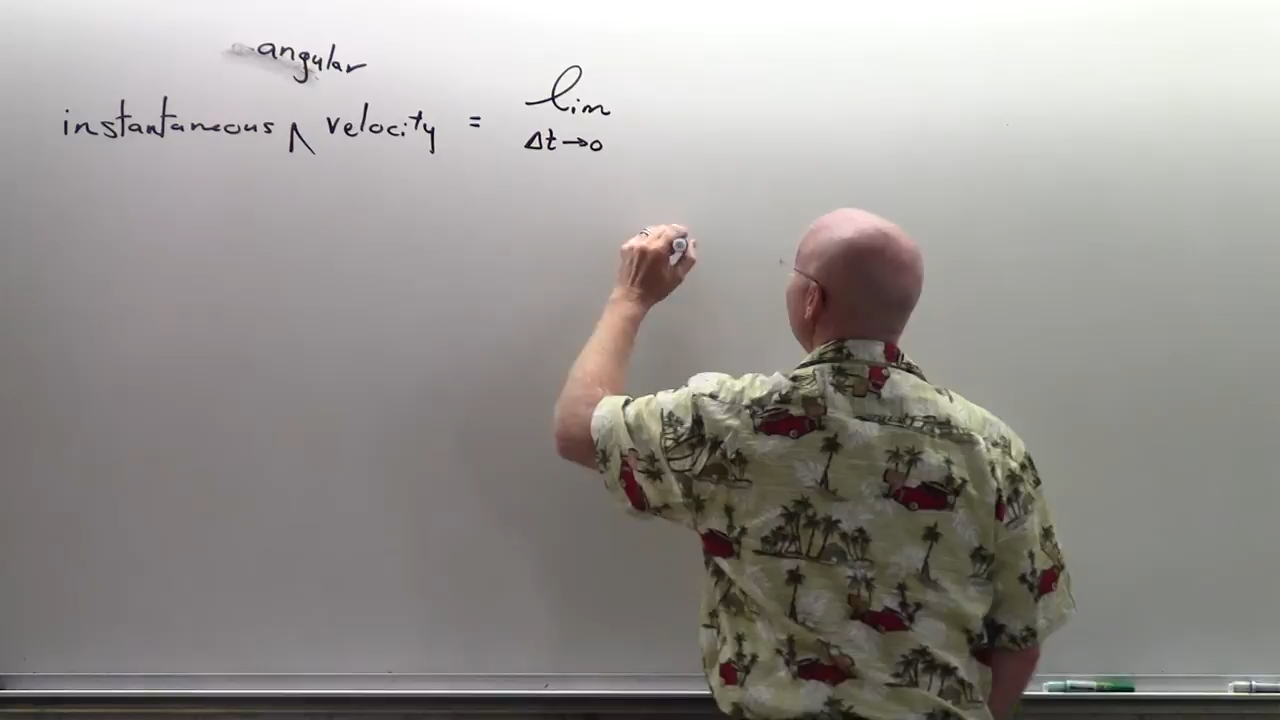 angular
instantaneous ∧ velocity = lim
Δt→0